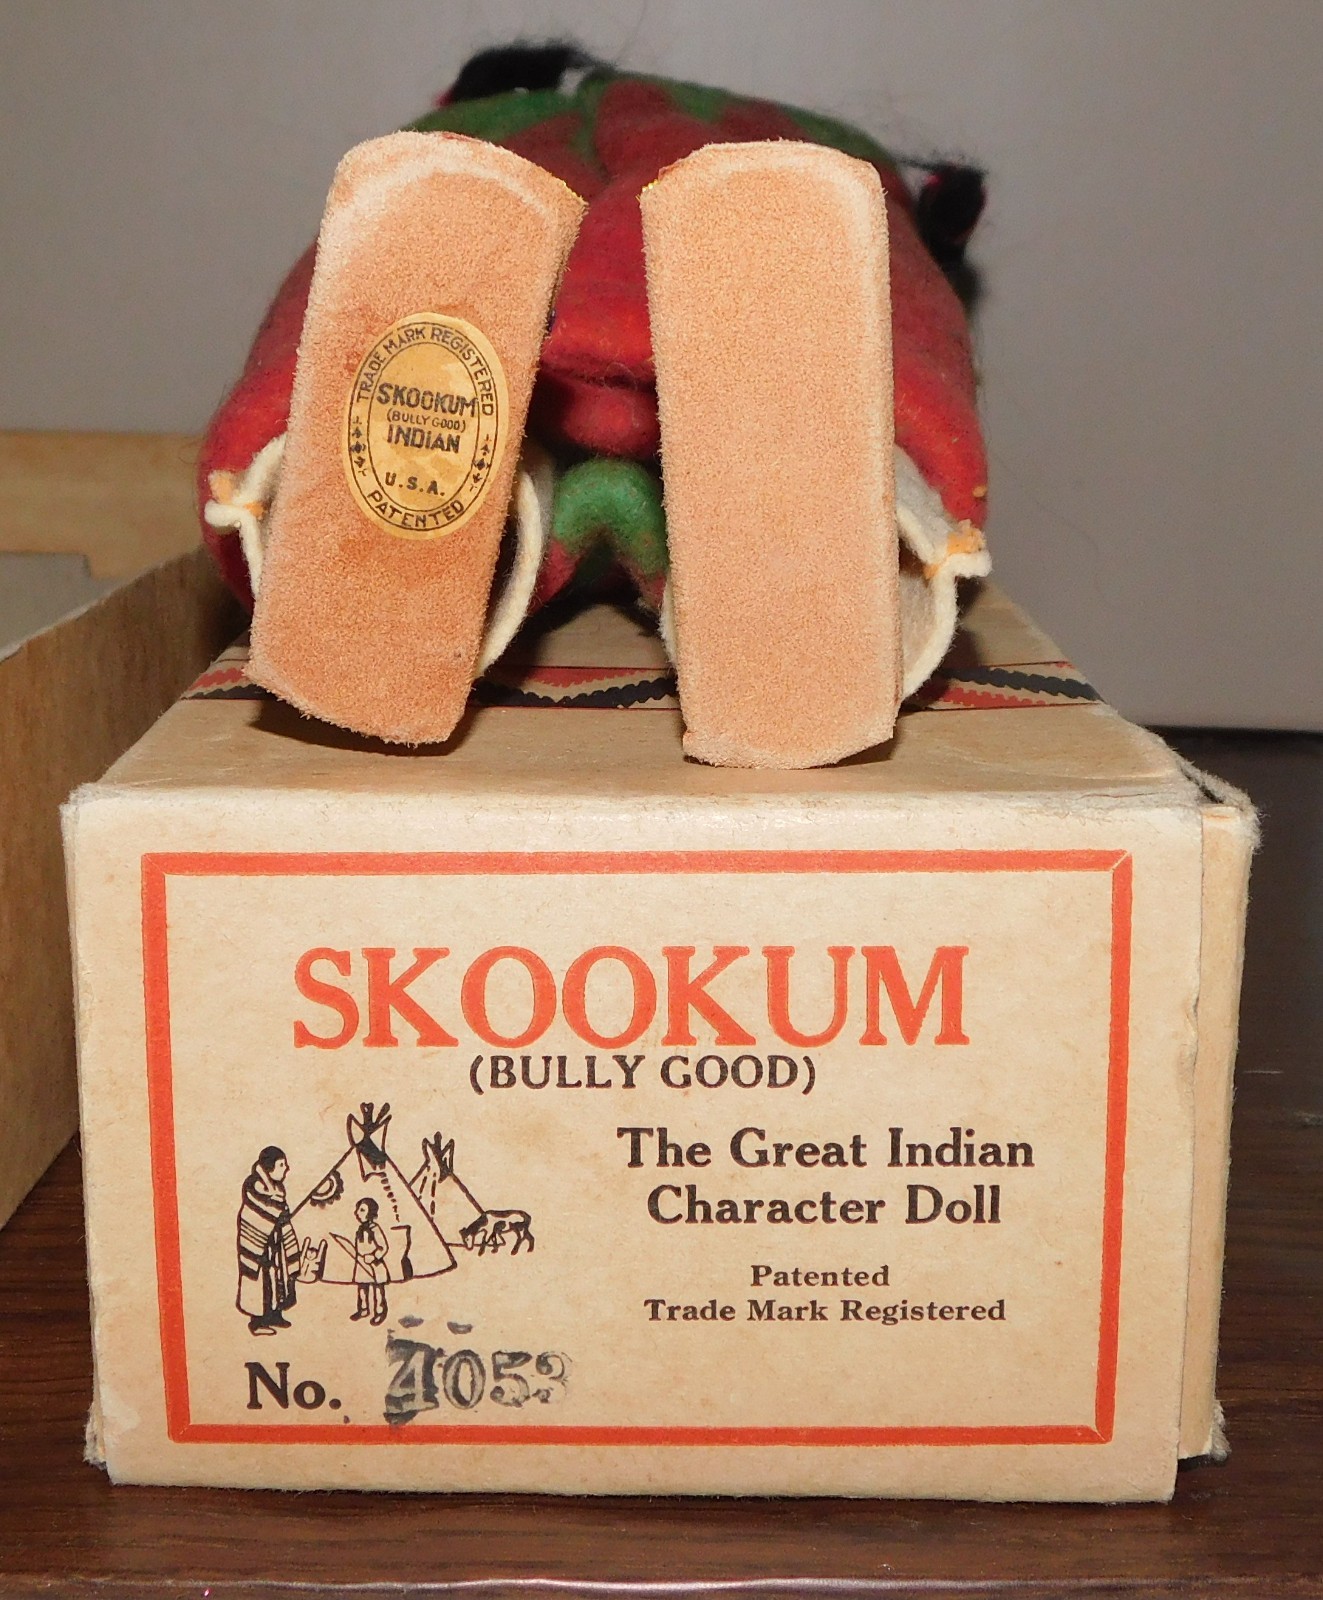 TRADE MARK REGISTERED
SKOOKUM
(BULLY GOOD)
INDIAN
U.S.A.
PATENTED
SKOOKUM
(BULLY GOOD)
The Great Indian
Character Doll
Patented
Trade Mark Registered
No. 4053